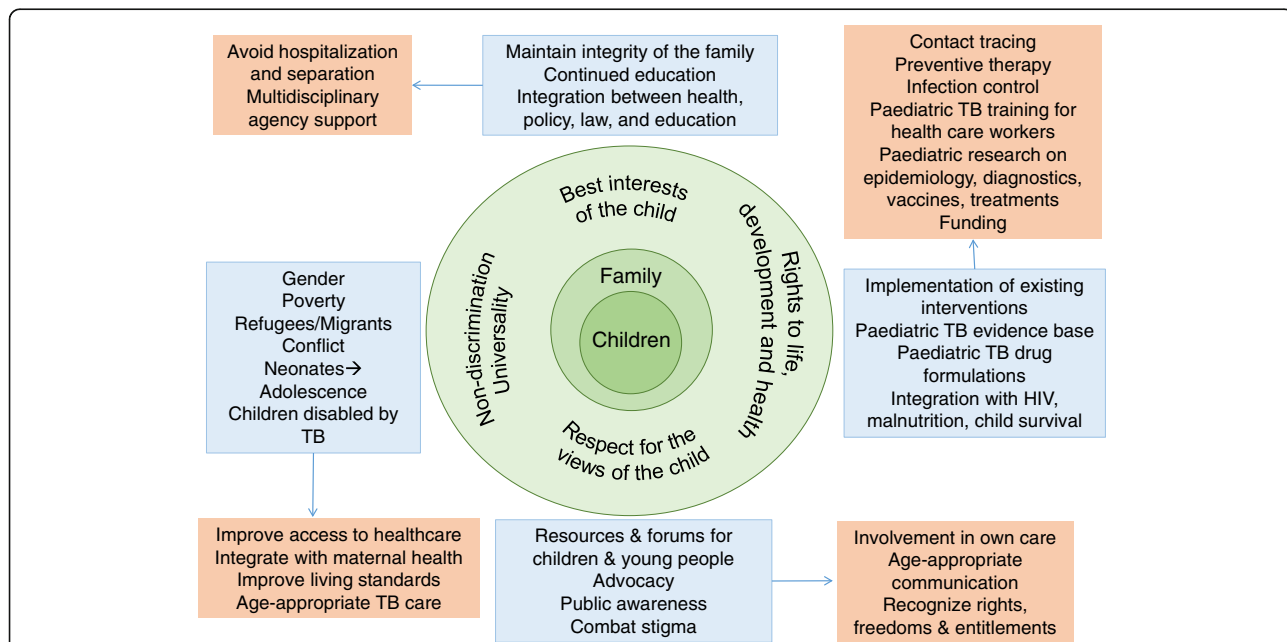 Avoid hospitalization
and separation
Multidisciplinary
agency support
Maintain integrity of the family
Continued education
Integration between health,
policy, law, and education
Contact tracing
Preventive therapy
Infection control
Paediatric TB training for
health care workers
Paediatric research on
epidemiology, diagnostics,
vaccines, treatments
Funding
Best interests
of the child
Rights to life,
development and health
Non-discrimination
Universality
Family
Children
Respect for the
views of the child
Gender
Poverty
Refugees/Migrants
Conflict
Neonates→
Adolescence
Children disabled by
TB
Implementation of existing
interventions
Paediatric TB evidence base
Paediatric TB drug
formulations
Integration with HIV,
malnutrition, child survival
Improve access to healthcare
Integrate with maternal health
Improve living standards
Age-appropriate TB care
Resources & forums for
children & young people
Advocacy
Public awareness
Combat stigma
Involvement in own care
Age-appropriate
communication
Recognize rights,
freedoms & entitlements